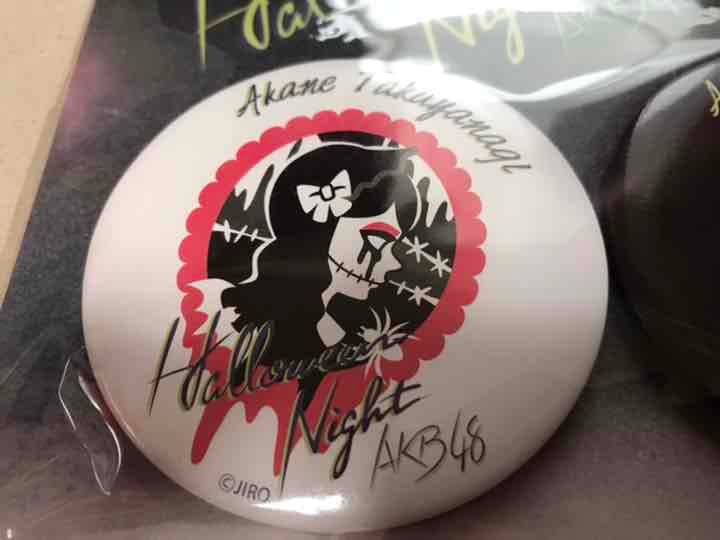 Akane Takayanagi
Halloween
Night
AKB48
©JIRO